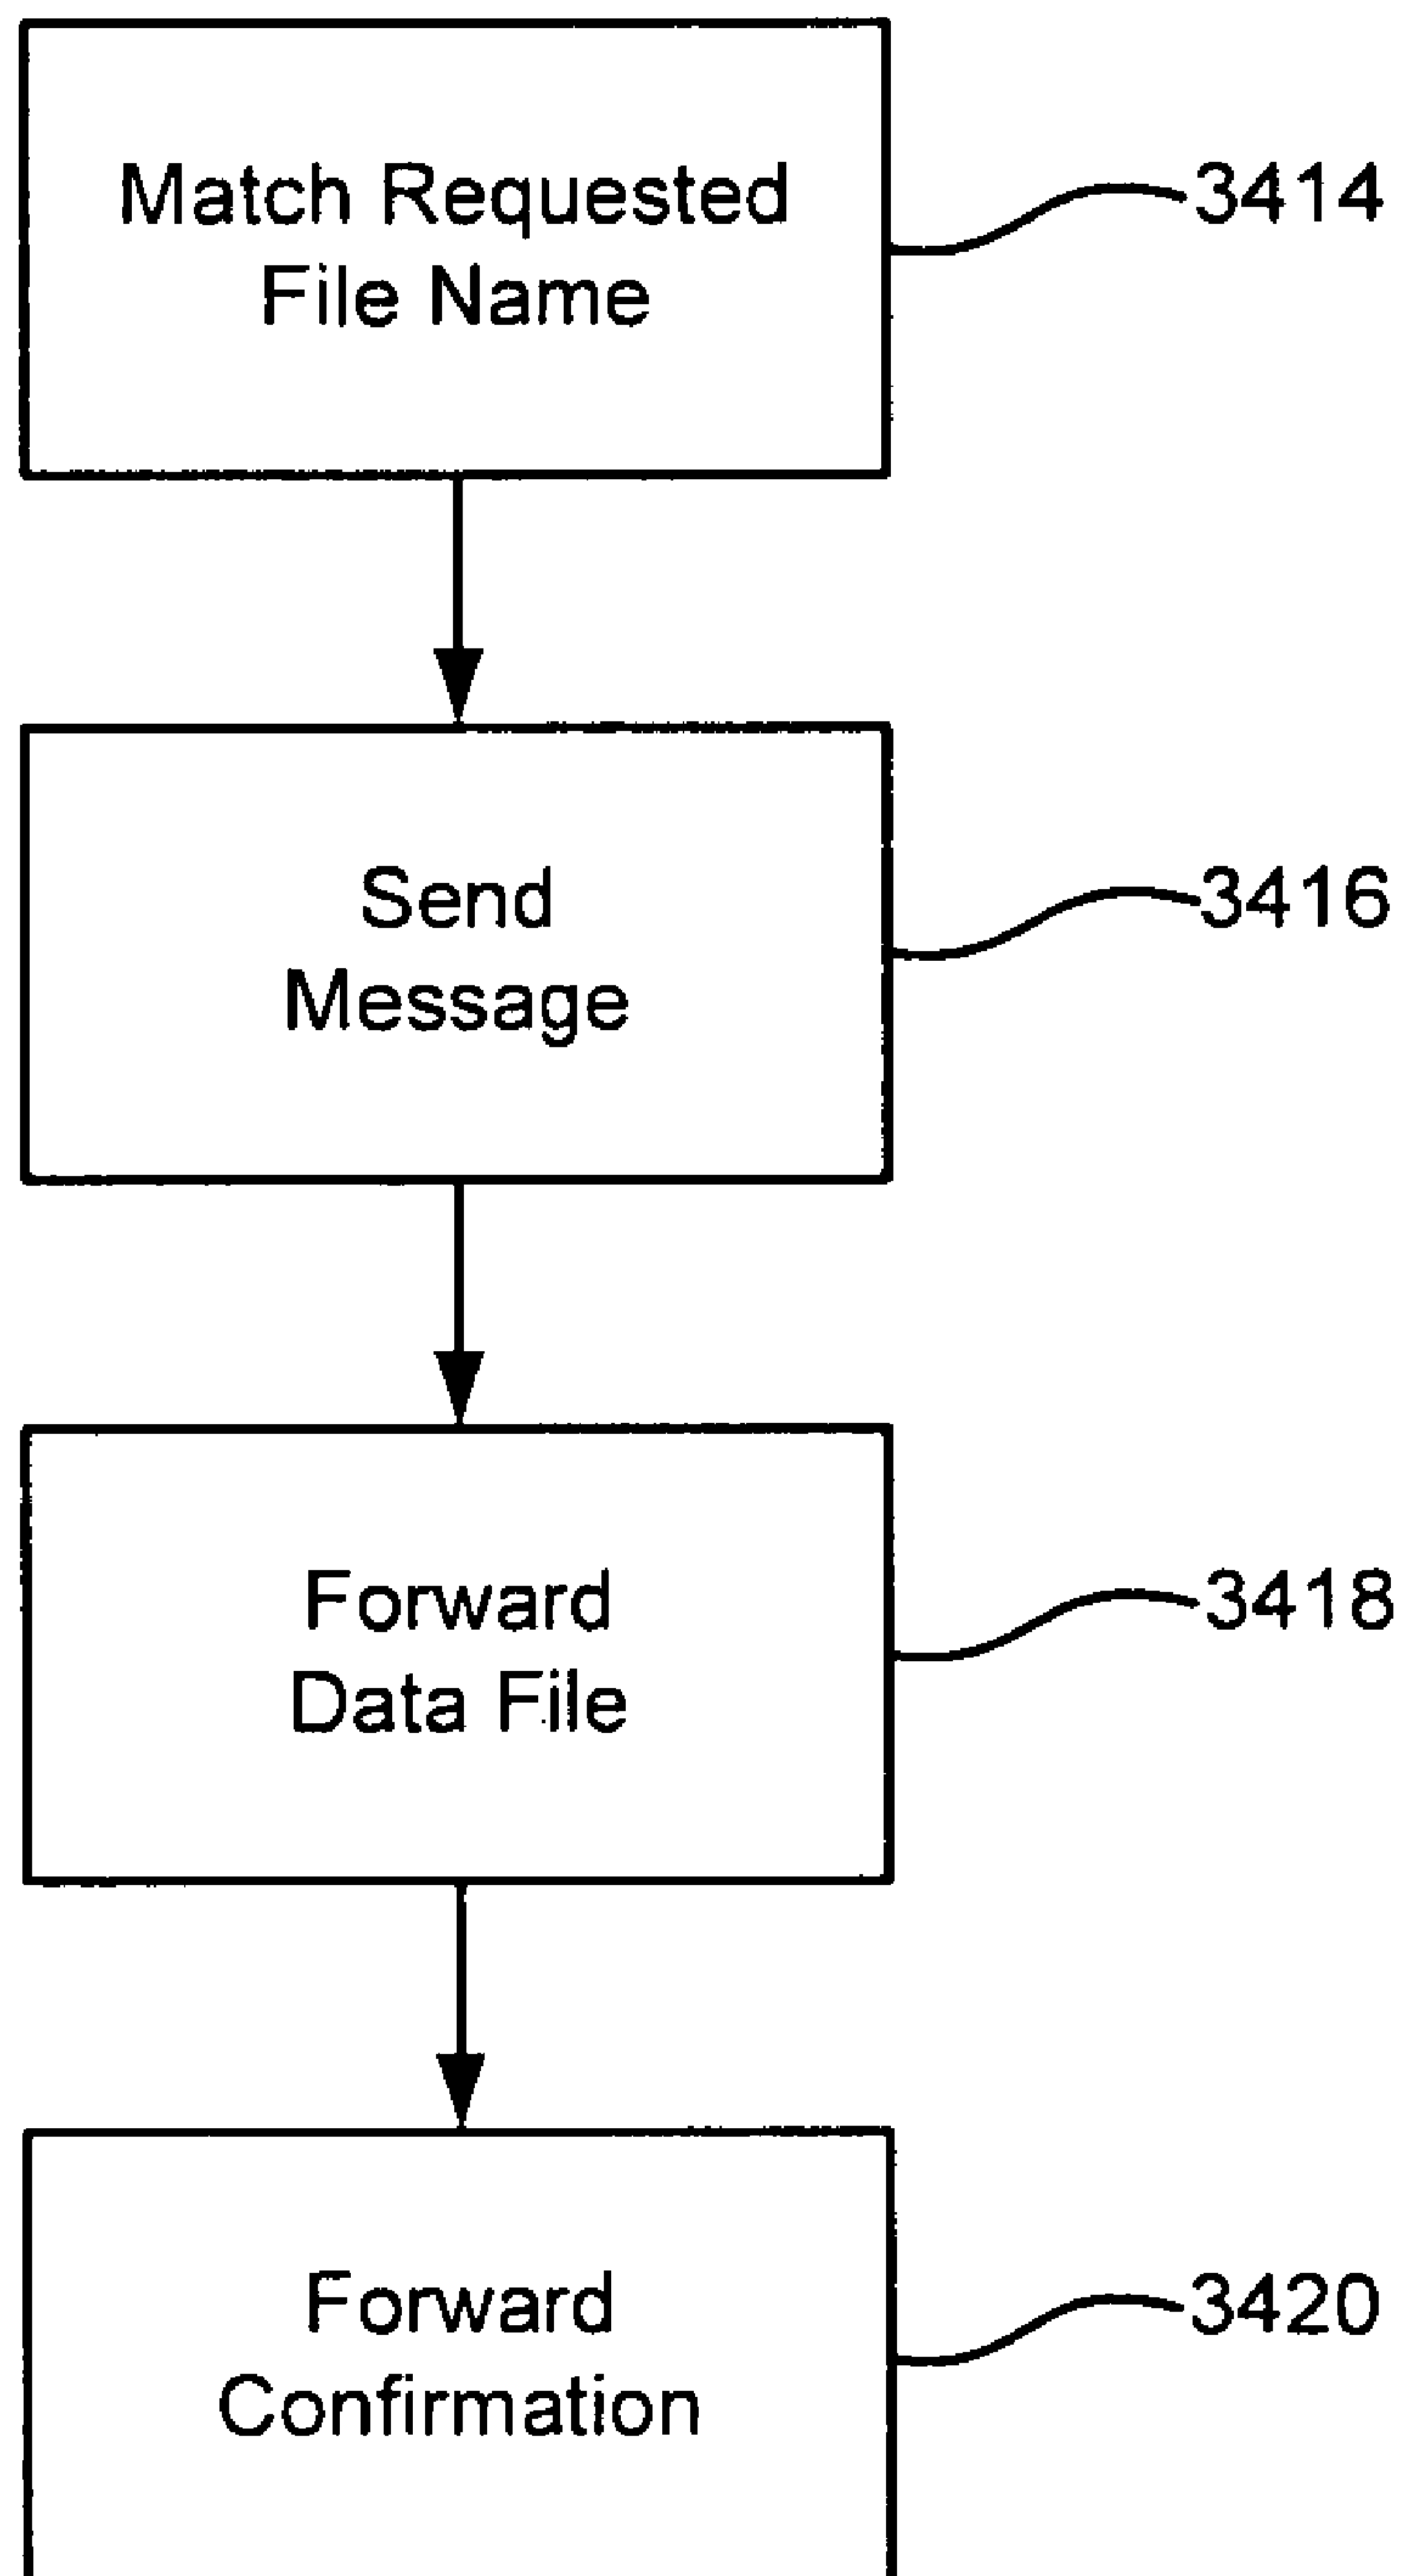 Match Requested
File Name
3414
Send
Message
3416
Forward
Data File
3418
Forward
Confirmation
3420